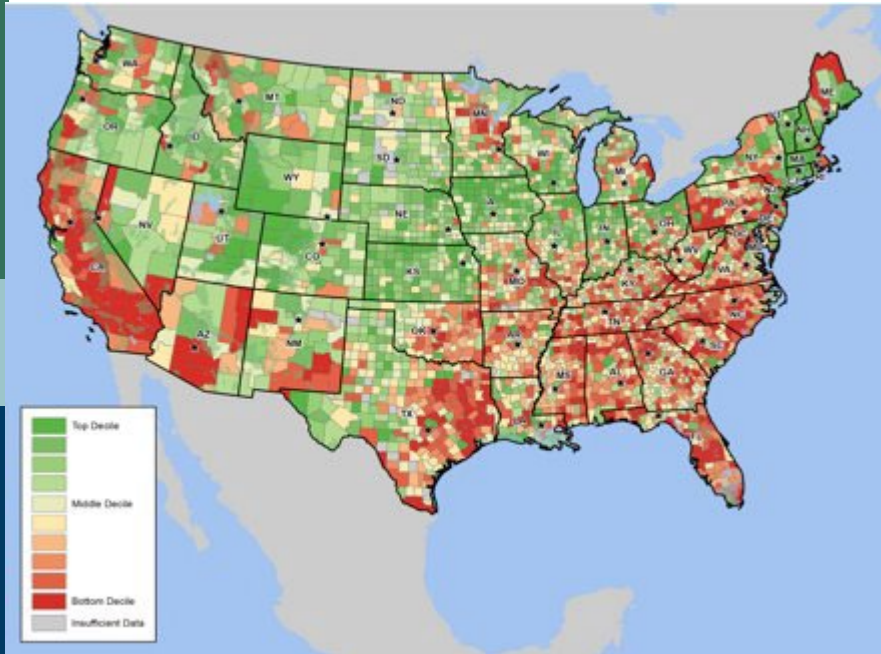 WA
MT
ND
MN
ME
OR
ID
SD
WI
MI
NY
NH
MA
WY
NE
IA
PA
NV
UT
CO
KS
MO
IL
IN
OH
WV
VA
KY
CA
AZ
NM
OK
AR
TN
NC
SC
TX
MS
AL
GA
Top Decile
Middle Decile
Bottom Decile
Insufficient Data